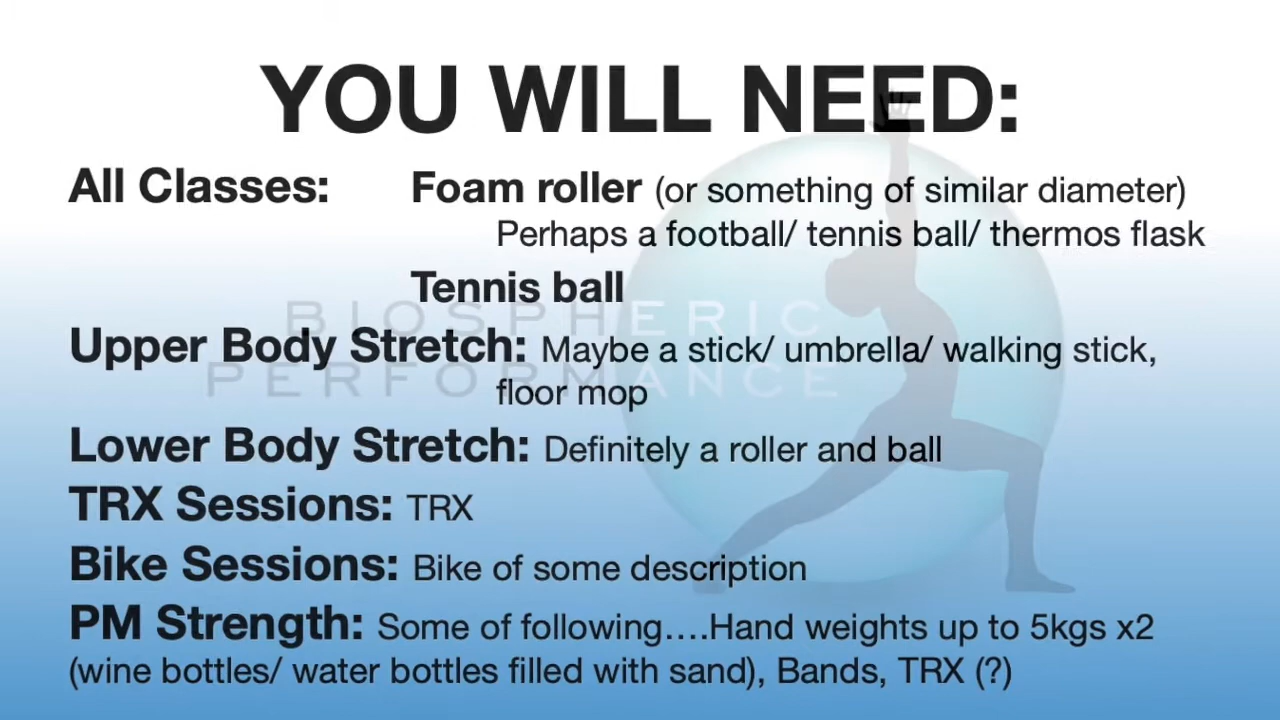 YOU WILL NEED:
All Classes: Foam roller (or something of similar diameter)
Perhaps a football/ tennis ball/ thermos flask
Tennis ball
BIOSPHERIC
Upper Body Stretch: Maybe a stick/ umbrella/ walking stick,
PERFORMANCE
floor mop
Lower Body Stretch: Definitely a roller and ball
TRX Sessions: TRX
Bike Sessions: Bike of some description
PM Strength: Some of following....Hand weights up to 5kgs x2
(wine bottles/ water bottles filled with sand), Bands, TRX (?)